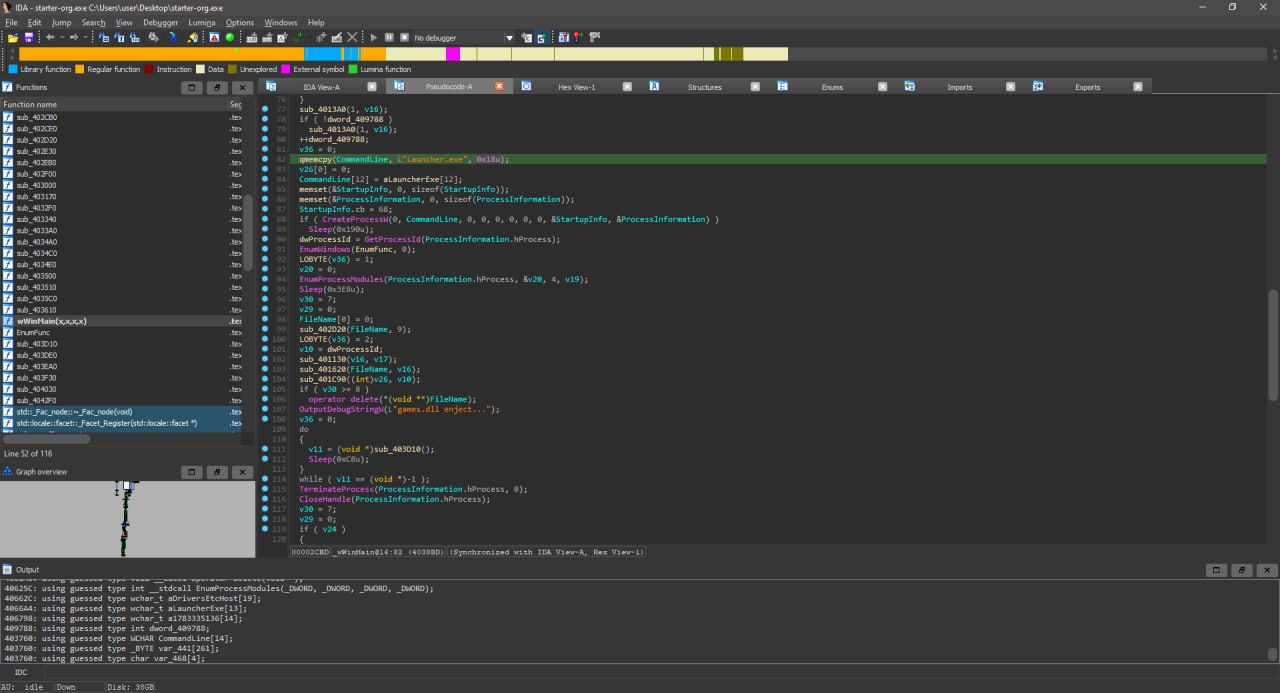 IDA - starter-org.exe C:\Users\user\Desktop\starter-org.exe
File Edit Jump Search View Debugger Lumina Options Windows Help
No debugger
Library function Regular function Instruction Data Unexplored External symbol Lumina function
Functions
IDA View-A Pseudocode-A Hex View-1 Structures Enums Imports Exports
Function name Seg
sub_402CB0 .tex
sub_402CE0 .tex
sub_402D20 .tex
sub_402E30 .tex
sub_402EB0 .tex
sub_402F00 .tex
sub_403000 .tex
sub_403170 .tex
sub_4032F0 .tex
sub_403340 .tex
sub_4033A0 .tex
sub_4034A0 .tex
sub_4034C0 .tex
sub_4034E0 .tex
sub_403500 .tex
sub_403510 .tex
sub_4035C0 .tex
sub_403610 .tex
wWinMain(x,x,x,x) .tex
EnumFunc .tex
sub_403D10 .tex
sub_403DE0 .tex
sub_403EA0 .tex
sub_403F30 .tex
sub_404030 .tex
sub_4042F0 .tex
std::_Fac_node::~_Fac_node(void) .tex
std::locale::facet::_Facet_Register(std::locale::facet *) .tex
Line 52 of 116
Graph overview
76 }
77 sub_4013A0(1, v16);
78 if ( !dword_409788 )
79 sub_4013A0(1, v16);
80 ++dword_409788;
81 v36 = 0;
82 qmemcpy(CommandLine, L"Launcher.exe", 0x18u);
83 v26[0] = 0;
84 CommandLine[12] = aLauncherExe[12];
85 memset(&StartupInfo, 0, sizeof(StartupInfo));
86 memset(&ProcessInformation, 0, sizeof(ProcessInformation));
87 StartupInfo.cb = 68;
88 if ( CreateProcessW(0, CommandLine, 0, 0, 0, 0, 0, 0, &StartupInfo, &ProcessInformation) )
89 Sleep(0x190u);
90 dwProcessId = GetProcessId(ProcessInformation.hProcess);
91 EnumWindows(EnumFunc, 0);
92 LOBYTE(v36) = 1;
93 v20 = 0;
94 EnumProcessModules(ProcessInformation.hProcess, &v20, 4, v19);
95 Sleep(0x3E8u);
96 v30 = 7;
97 v29 = 0;
98 FileName[0] = 0;
99 sub_402D20(FileName, 9);
100 LOBYTE(v36) = 2;
101 v10 = dwProcessId;
102 sub_401130(v16, v17);
103 sub_401620(FileName, v16);
104 sub_401C90((int)v26, v10);
105 if ( v30 >= 8 )
106 operator delete(*(void **)FileName);
107 OutputDebugStringW(L"games.dll enject...");
108 v36 = 0;
109 do
110 {
111 v11 = (void *)sub_403D10();
112 Sleep(0xC8u);
113 }
114 while ( v11 == (void *)-1 );
115 TerminateProcess(ProcessInformation.hProcess, 0);
116 CloseHandle(ProcessInformation.hProcess);
117 v30 = 7;
118 v29 = 0;
119 if ( v24 )
120 {
00002CBD _wWinMain@16:82 (4038BD) (Synchronized with IDA View-A, Hex View-1)
Output
40625C: using guessed type int __stdcall EnumProcessModules(_DWORD, _DWORD, _DWORD, _DWORD);
40662C: using guessed type wchar_t aDriversEtcHost[19];
4066A4: using guessed type wchar_t aLauncherExe[13];
406798: using guessed type wchar_t a1783335136[14];
409788: using guessed type int dword_409788;
403760: using guessed type WCHAR CommandLine[14];
403760: using guessed type _BYTE var_441[261];
403760: using guessed type char var_468[4];
IDC
AU: idle Down Disk: 38GB